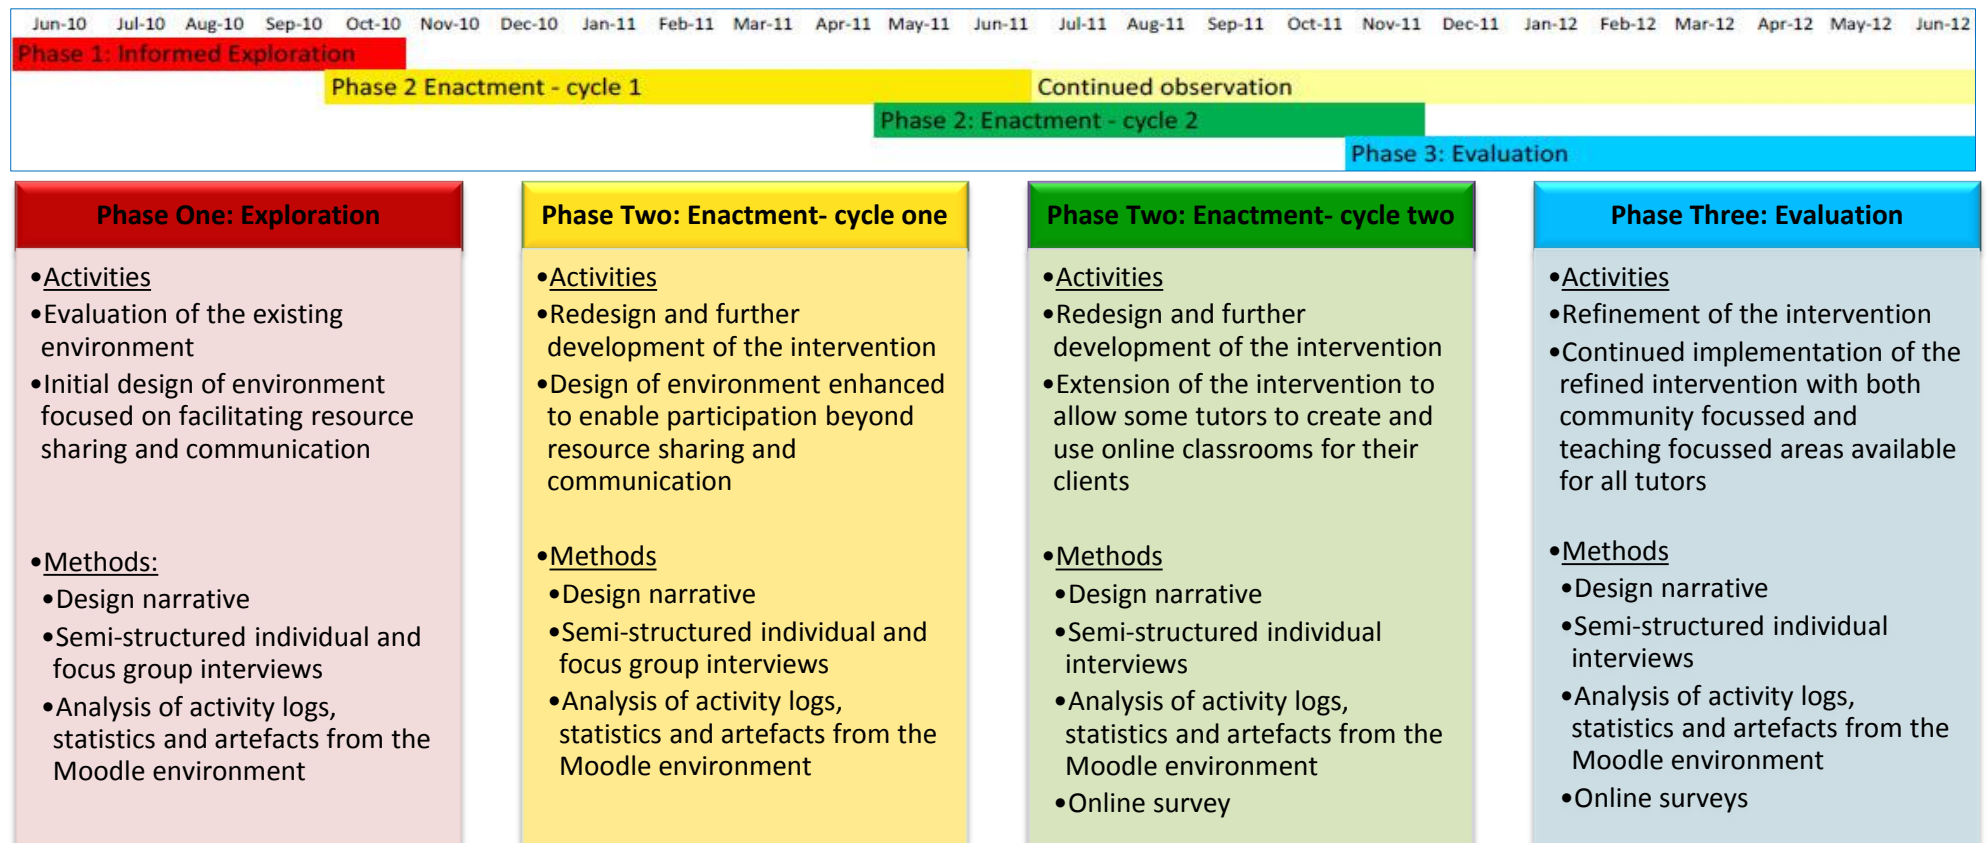 Jun-10 Jul-10 Aug-10 Sep-10 Oct-10 Nov-10 Dec-10 Jan-11 Feb-11 Mar-11 Apr-11 May-11 Jun-11 Jul-11 Aug-11 Sep-11 Oct-11 Nov-11 Dec-11 Jan-12 Feb-12 Mar-12 Apr-12 May-12 Jun-12
Phase 1: Informed Exploration
Phase 2 Enactment - cycle 1
Continued observation
Phase 2: Enactment - cycle 2
Phase 3: Evaluation
Phase One: Exploration
•Activities
•Evaluation of the existing
environment
•Initial design of environment
focused on facilitating resource
sharing and communication
•Methods:
•Design narrative
•Semi-structured individual and
focus group interviews
•Analysis of activity logs,
statistics and artefacts from the
Moodle environment
Phase Two: Enactment- cycle one
•Activities
•Redesign and further
development of the intervention
•Design of environment enhanced
to enable participation beyond
resource sharing and
communication
•Methods
•Design narrative
•Semi-structured individual and
focus group interviews
•Analysis of activity logs,
statistics and artefacts from the
Moodle environment
Phase Two: Enactment- cycle two
•Activities
•Redesign and further
development of the intervention
•Extension of the intervention to
allow some tutors to create and
use online classrooms for their
clients
•Methods
•Design narrative
•Semi-structured individual
interviews
•Analysis of activity logs,
statistics and artefacts from the
Moodle environment
•Online survey
Phase Three: Evaluation
•Activities
•Refinement of the intervention
•Continued implementation of the
refined intervention with both
community focussed and
teaching focussed areas available
for all tutors
•Methods
•Design narrative
•Semi-structured individual
interviews
•Analysis of activity logs,
statistics and artefacts from the
Moodle environment
•Online surveys